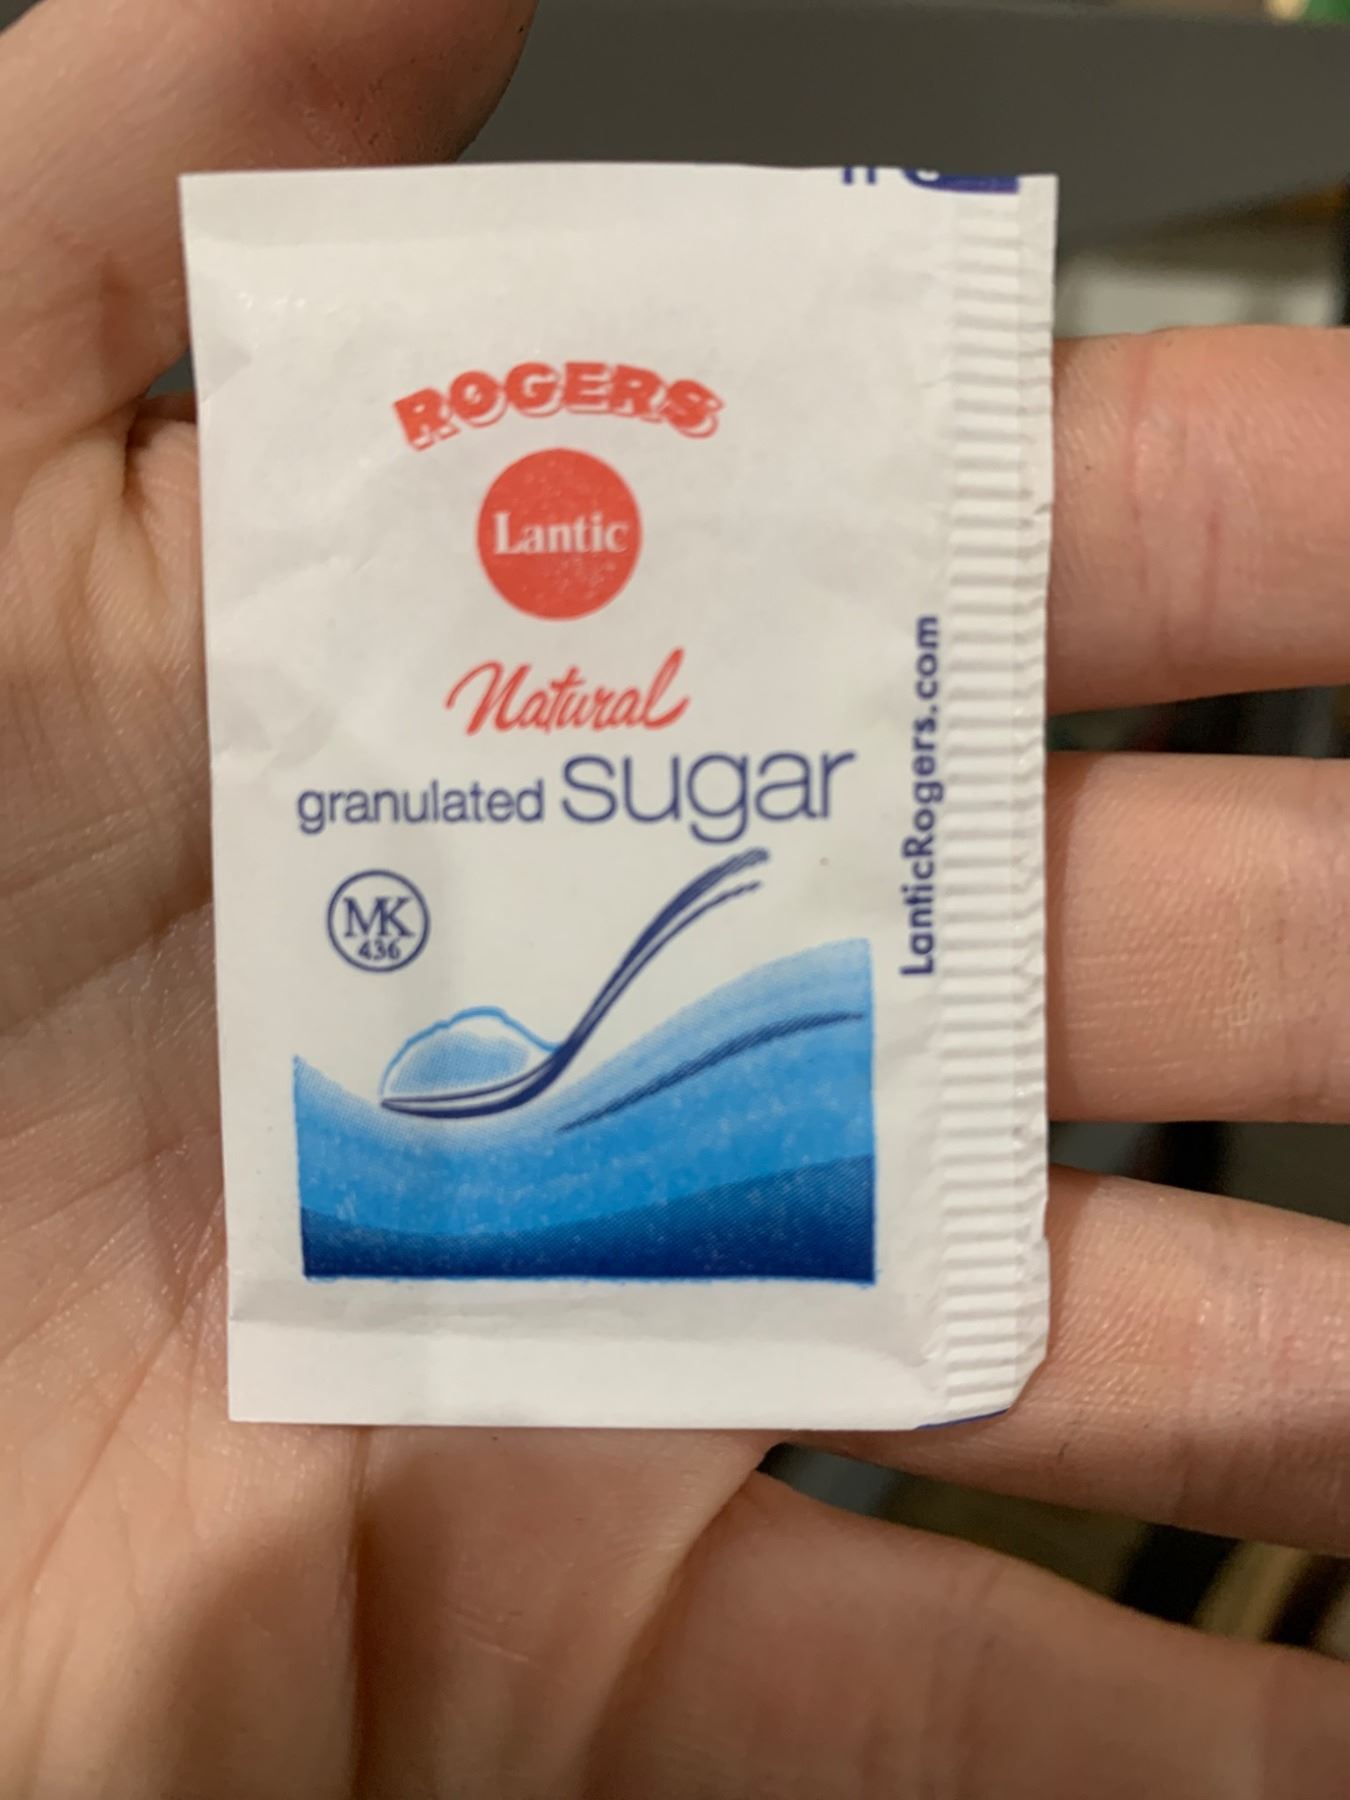 ROGERS
Lantic
Natural
granulated sugar
MK
436
LanticRogers.com